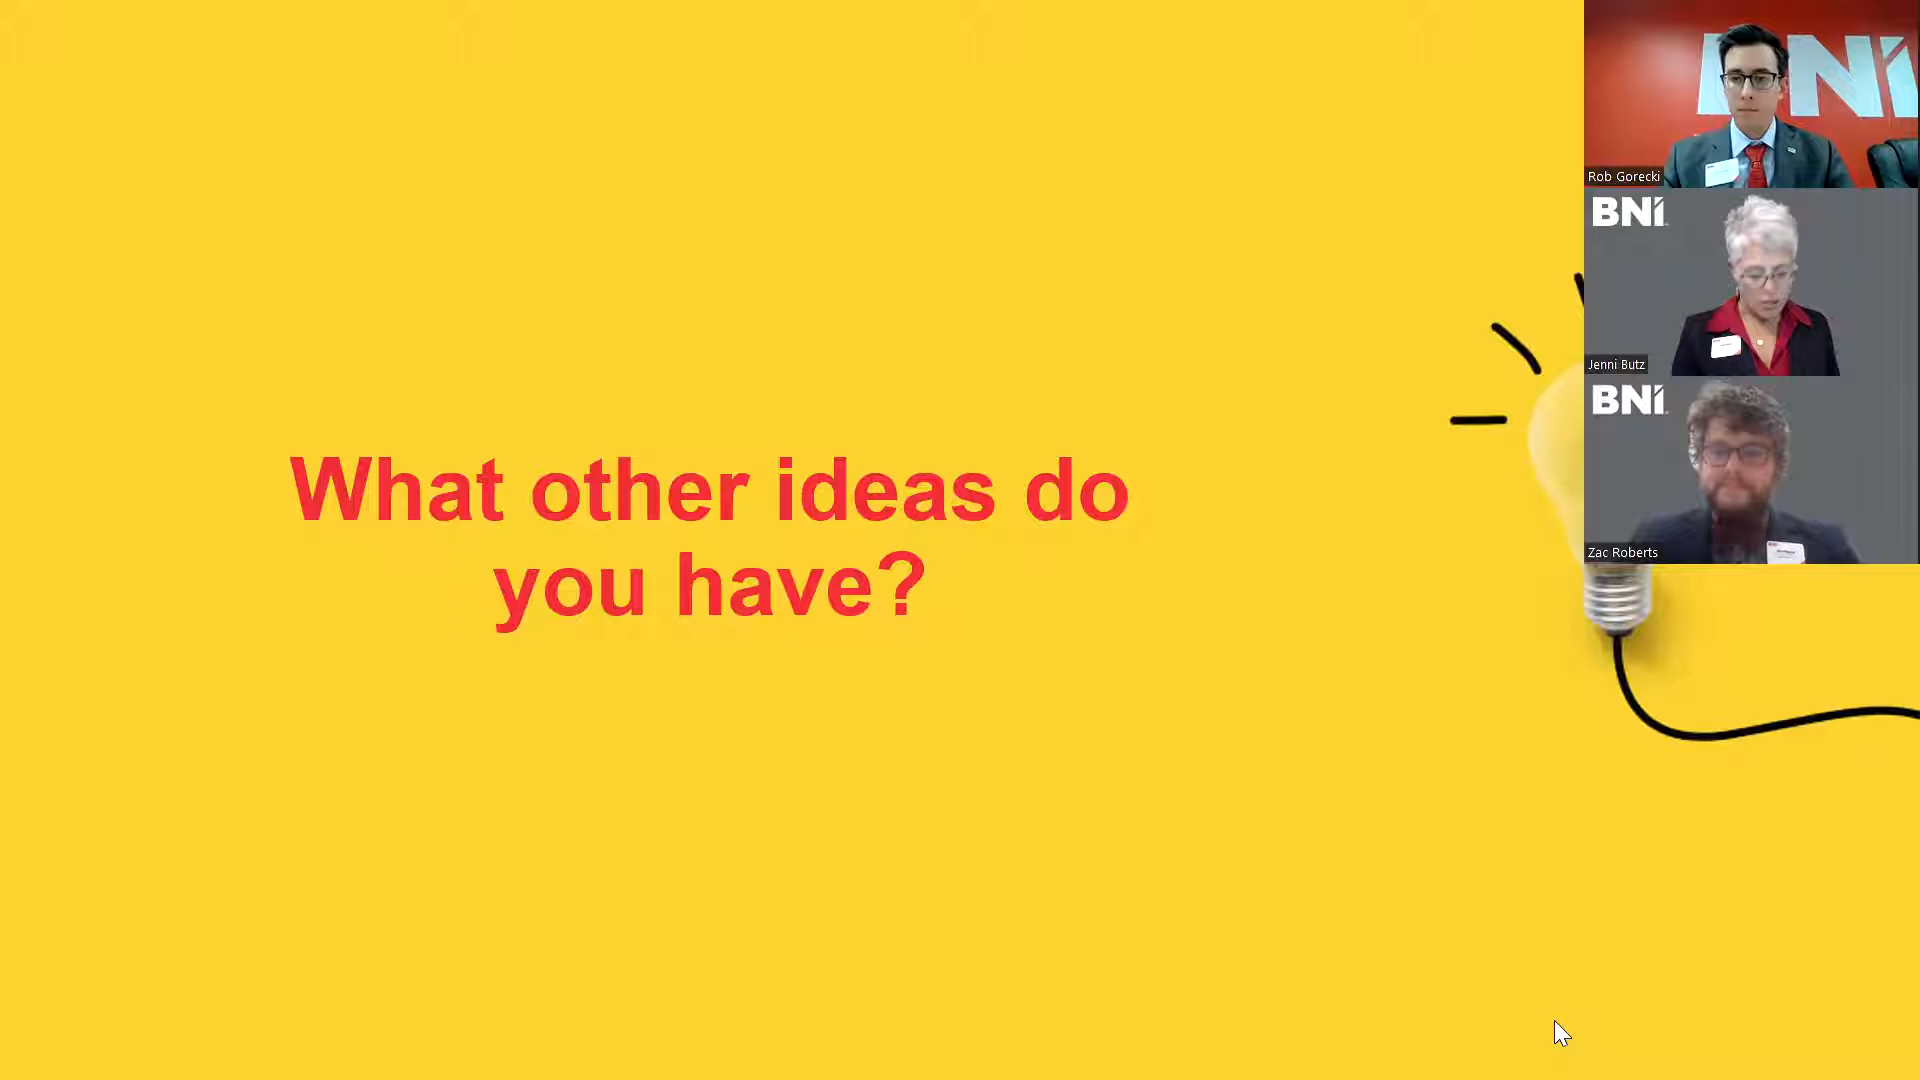 What other ideas do
you have?
BNI
Rob Gorecki
BNI
Jenni Butz
BNI
Zac Roberts